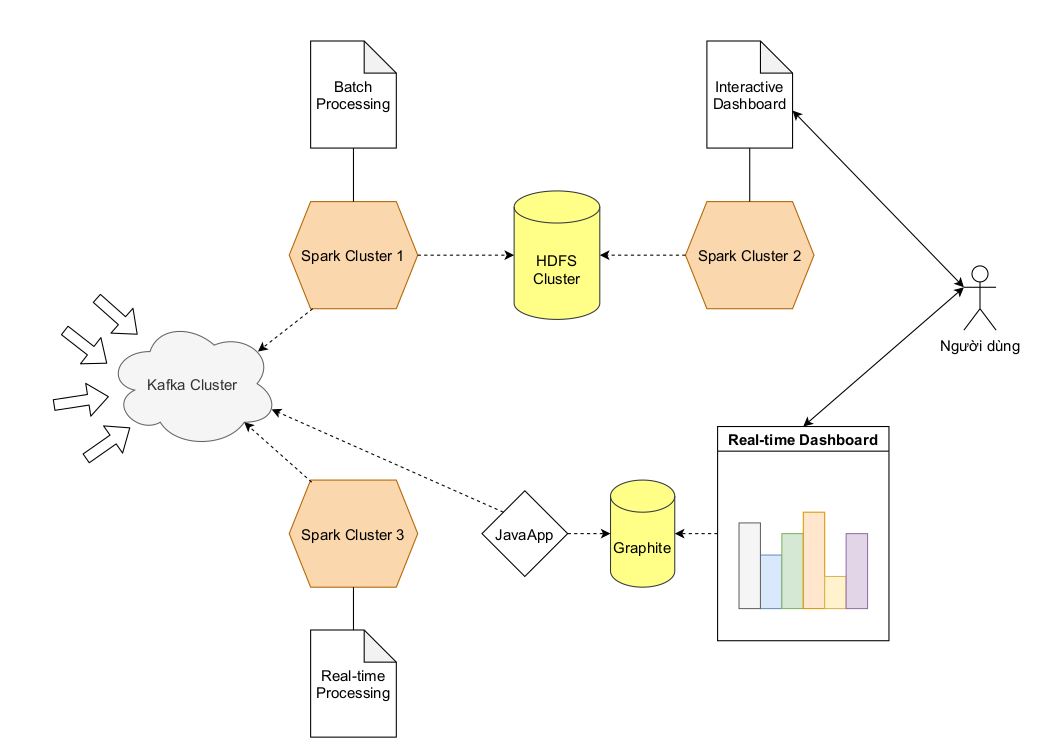 Batch
Processing
Interactive
Dashboard
Spark Cluster 1
HDFS
Cluster
Spark Cluster 2
Người dùng
Kafka Cluster
Real-time Dashboard
Spark Cluster 3
JavaApp
Graphite
Real-time
Processing